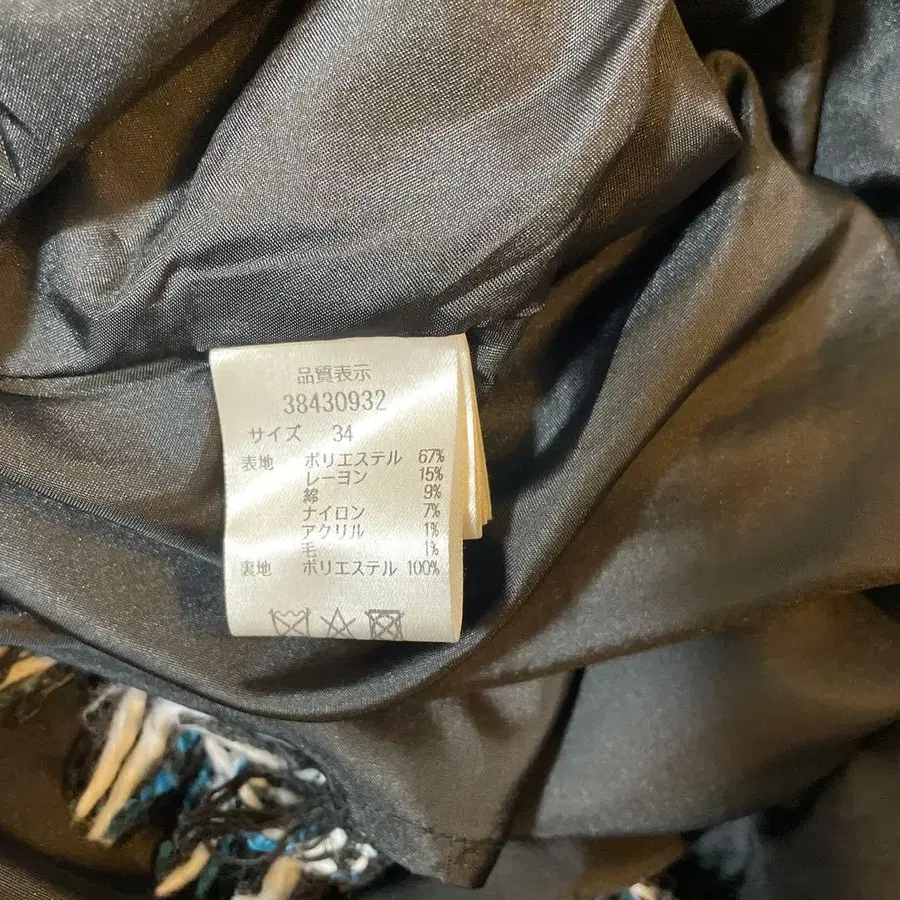 品質表示
38430932
サイズ 34
表地 ポリエステル 67%
レーヨン 15%
綿 9%
ナイロン 7%
アクリル 1%
毛 1%
裏地 ポリエステル 100%